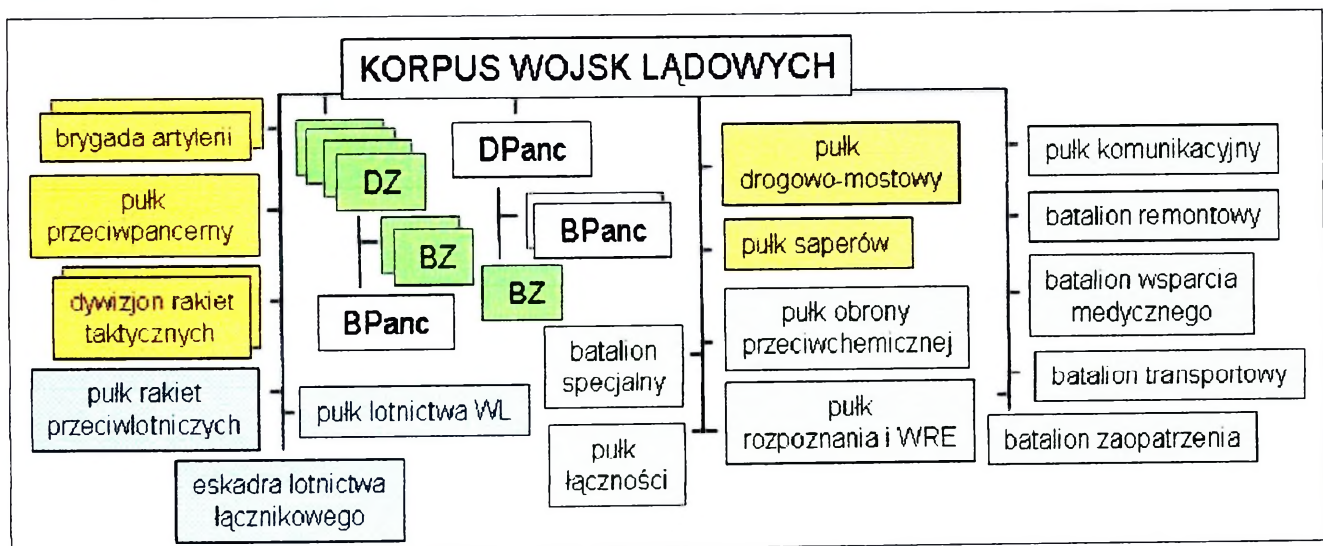 KORPUS WOJSK LĄDOWYCH
brygada artylerii
pułk
przeciwpancerny
dywizjon rakiet
taktycznych
pułk rakiet
przeciwlotniczych
eskadra lotnictwa
łącznikowego
DZ
BZ
BPanc
pułk lotnictwa WL
DPanc
BPanc
BZ
batalion
specjalny
pułk
łączności
pułk
drogowo-mostowy
pułk saperów
pułk obrony
przeciwchemicznej
pułk
rozpoznania i WRE
pułk komunikacyjny
batalion remontowy
batalion wsparcia
medycznego
batalion transportowy
batalion zaopatrzenia